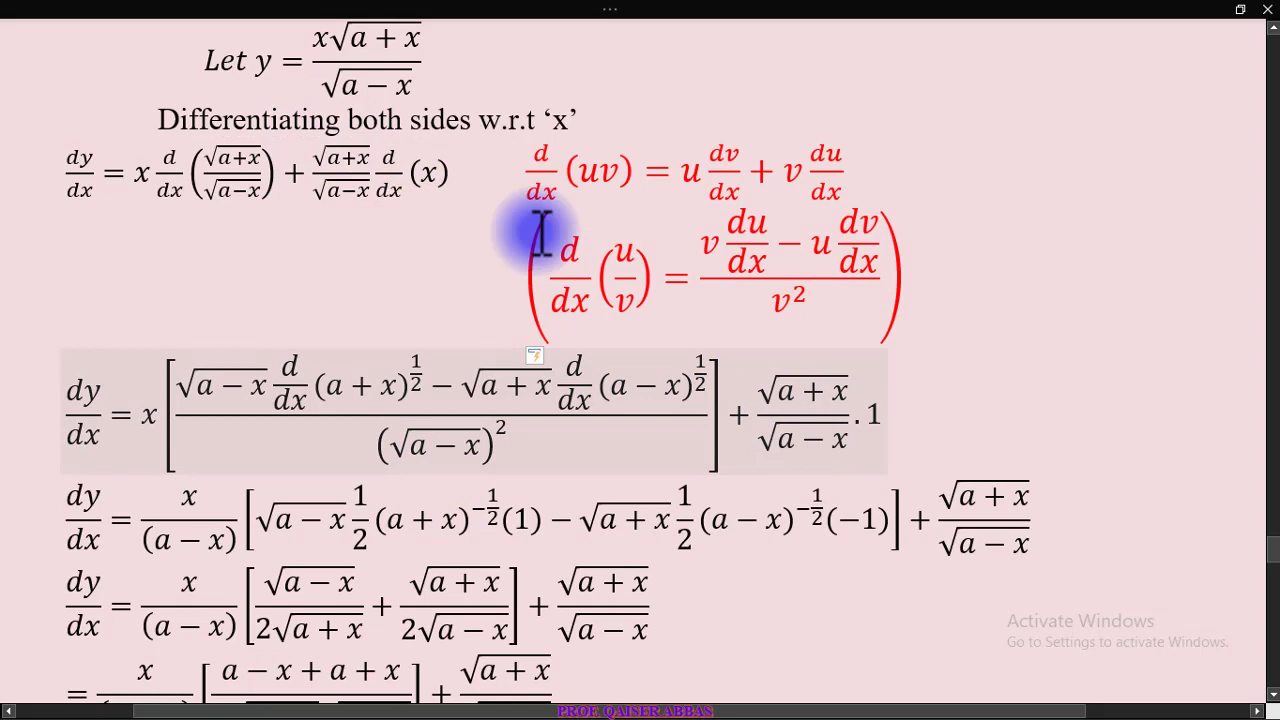 Let y = x√(a + x) / √(a − x)
Differentiating both sides w.r.t ‘x’
dy/dx = x d/dx (√(a+x)/√(a−x)) + √(a+x)/√(a−x) d/dx (x)
d/dx (uv) = u dv/dx + v du/dx
(d/dx (u/v) = (v du/dx − u dv/dx) / v²)
dy/dx = x [(√(a − x) d/dx (a + x)^(1/2) − √(a + x) d/dx (a − x)^(1/2)) / (√(a − x))²] + √(a + x)/√(a − x) . 1
dy/dx = x/(a − x) [√(a − x) 1/2 (a + x)^(−1/2) (1) − √(a + x) 1/2 (a − x)^(−1/2) (−1)] + √(a + x)/√(a − x)
dy/dx = x/(a − x) [√(a − x)/2√(a + x) + √(a + x)/2√(a − x)] + √(a + x)/√(a − x)
= x [a − x + a + x] + √(a + x)
Activate Windows
Go to Settings to activate Windows.
PROF QAISER ABBAS